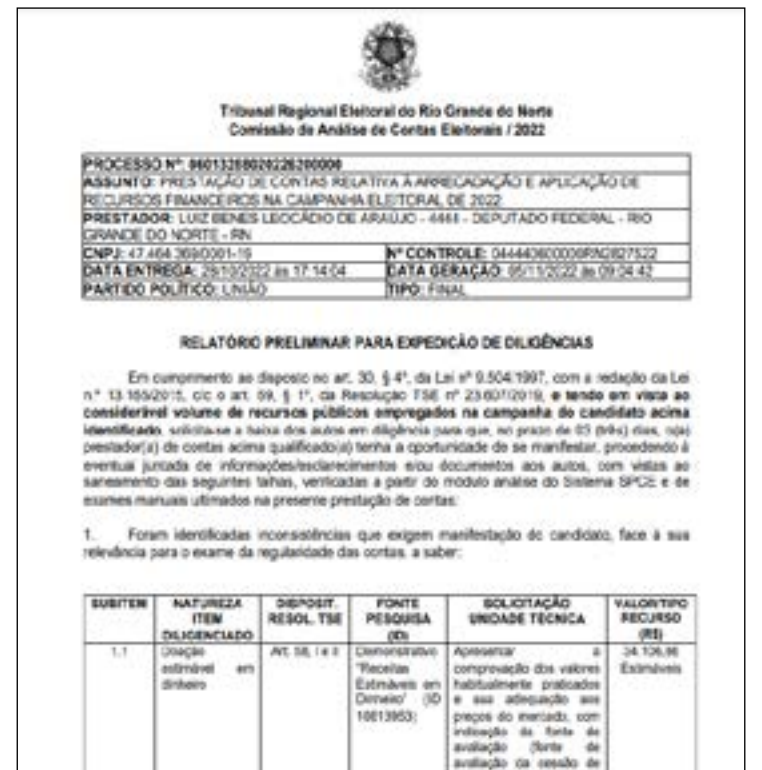 Tribunal Regional Eleitoral do Rio Grande do Norte
Comissão de Análise de Contas Eleitorais / 2022
PROCESSO Nº: 06013268020226200000
ASSUNTO: PRESTAÇÃO DE CONTAS RELATIVA À ARRECADAÇÃO E APLICAÇÃO DE
RECURSOS FINANCEIROS NA CAMPANHA ELEITORAL DE 2022
PRESTADOR: LUIZ BENES LEOCÁDIO DE ARAÚJO - 4444 - DEPUTADO FEDERAL - RIO
GRANDE DO NORTE - RN
CNPJ: 47.464.369/0001-19 Nº CONTROLE:
DATA ENTREGA: 29/10/2022 às 17:14:04 DATA GERAÇÃO: 05/11/2022 às 09:04:42
PARTIDO POLÍTICO: UNIÃO TIPO: FINAL
RELATÓRIO PRELIMINAR PARA EXPEDIÇÃO DE DILIGÊNCIAS
Em cumprimento ao disposto no art. 30, § 4º, da Lei nº 9.504/1997, com a redação da Lei
n.º 13.165/2015, c/c o art. 69, § 1º, da Resolução TSE nº 23.607/2019, e tendo em vista ao
considerável volume de recursos públicos empregados na campanha do candidato acima
identificado, solicita-se a baixa dos autos em diligência para que, no prazo de 03 (três) dias, o(a)
prestador(a) de contas acima qualificado(a) tenha a oportunidade de se manifestar, procedendo à
eventual juntada de informações/esclarecimentos e/ou documentos aos autos, com vistas ao
saneamento das seguintes falhas, verificadas a partir do módulo análise do Sistema SPCE e de
exames manuais ultimados na presente prestação de contas:
1. Foram identificadas inconsistências que exigem manifestação do candidato, face à sua
relevância para o exame da regularidade das contas, a saber:
SUBITEM NATUREZA ITEM DILIGENCIADO DISPOSIT. RESOL. TSE FONTE PESQUISA (ID) SOLICITAÇÃO UNIDADE TÉCNICA VALOR/TIPO RECURSO (R$)
1.1 Doação Art. 58, I e II Demonstrativo Apresentar a 34.106,86
estimável em "Receitas comprovação dos valores Estimáveis
dinheiro Estimáveis em habitualmente praticados
Dinheiro" (ID e sua adequação aos
10813953) preços do mercado, com
indicação da fonte de
avaliação (fonte de
avaliação da cessão de